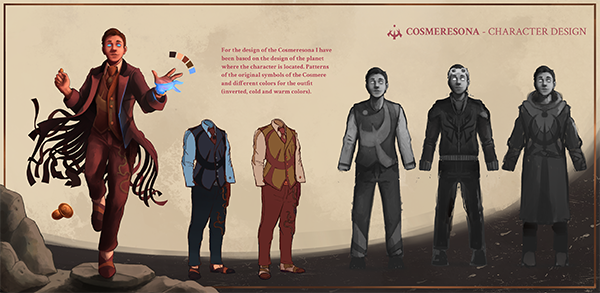 COSMERESONA - CHARACTER DESIGN
For the design of the Cosmeresona I have
been based on the design of the planet
where the character is located. Patterns
of the original symbols of the Cosmere
and different colors for the outfit
(inverted, cold and warm colors).